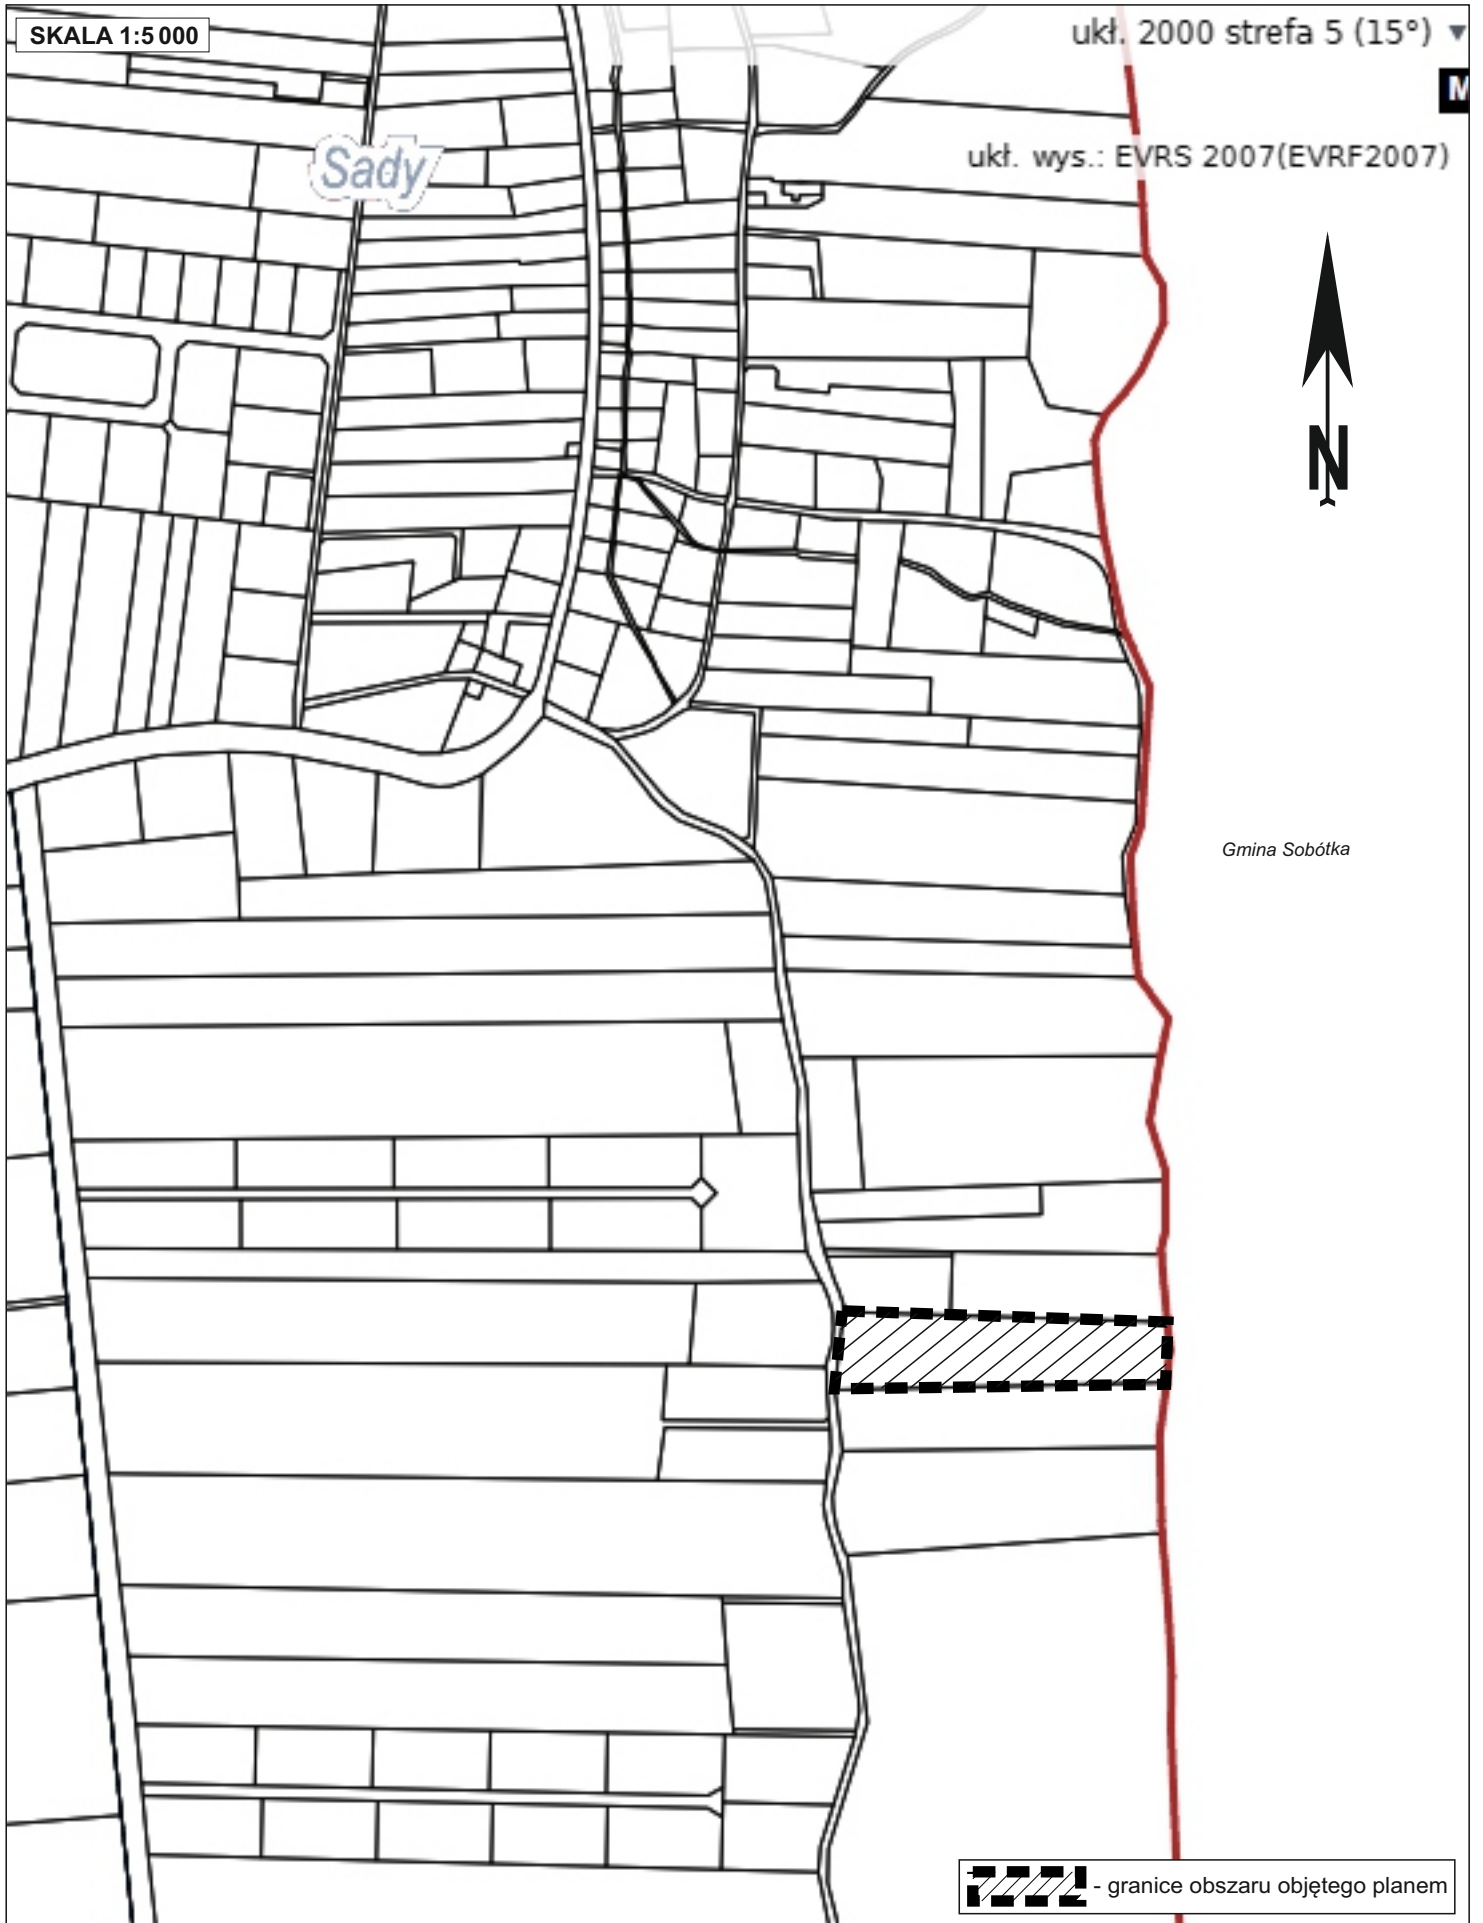 SKALA 1:5 000
ukł. 2000 strefa 5 (15°)
M
Sady
ukł. wys.: EVRS 2007(EVRF2007)
N
Gmina Sobótka
- granice obszaru objętego planem